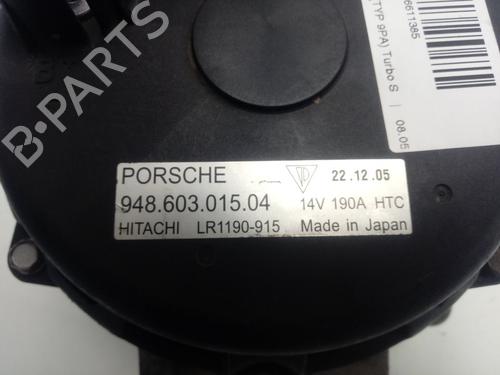 6611385
(TYP 9PA) Turbo S | 08.05
PORSCHE 22.12.05
948.603.015.04 14V 190A HTC
HITACHI LR1190-915 Made in Japan
B-PARTS